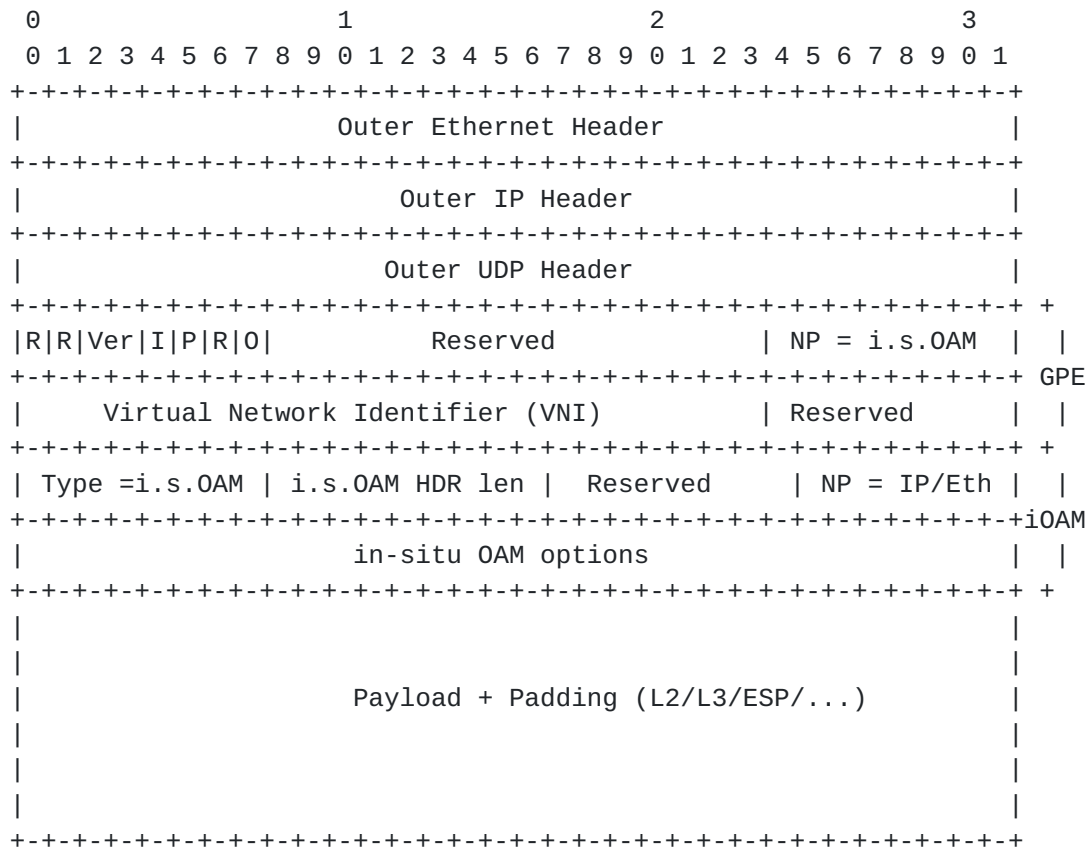 0                   1                   2                   3
 0 1 2 3 4 5 6 7 8 9 0 1 2 3 4 5 6 7 8 9 0 1 2 3 4 5 6 7 8 9 0 1
+-+-+-+-+-+-+-+-+-+-+-+-+-+-+-+-+-+-+-+-+-+-+-+-+-+-+-+-+-+-+-+-+
|                    Outer Ethernet Header                      |
+-+-+-+-+-+-+-+-+-+-+-+-+-+-+-+-+-+-+-+-+-+-+-+-+-+-+-+-+-+-+-+-+
|                        Outer IP Header                        |
+-+-+-+-+-+-+-+-+-+-+-+-+-+-+-+-+-+-+-+-+-+-+-+-+-+-+-+-+-+-+-+-+
|                       Outer UDP Header                        |
+-+-+-+-+-+-+-+-+-+-+-+-+-+-+-+-+-+-+-+-+-+-+-+-+-+-+-+-+-+-+-+-+ +
|R|R|Ver|I|P|R|O|          Reserved             | NP = i.s.OAM  |  |
+-+-+-+-+-+-+-+-+-+-+-+-+-+-+-+-+-+-+-+-+-+-+-+-+-+-+-+-+-+-+-+-+ GPE
|     Virtual Network Identifier (VNI)          | Reserved      |  |
+-+-+-+-+-+-+-+-+-+-+-+-+-+-+-+-+-+-+-+-+-+-+-+-+-+-+-+-+-+-+-+-+ +
| Type =i.s.OAM | i.s.OAM HDR len |  Reserved     | NP = IP/Eth |  |
+-+-+-+-+-+-+-+-+-+-+-+-+-+-+-+-+-+-+-+-+-+-+-+-+-+-+-+-+-+-+-+-+iOAM
|                     in-situ OAM options                       |  |
+-+-+-+-+-+-+-+-+-+-+-+-+-+-+-+-+-+-+-+-+-+-+-+-+-+-+-+-+-+-+-+-+ +
|                                                               |
|                                                               |
|                     Payload + Padding (L2/L3/ESP/...)         |
|                                                               |
|                                                               |
|                                                               |
+-+-+-+-+-+-+-+-+-+-+-+-+-+-+-+-+-+-+-+-+-+-+-+-+-+-+-+-+-+-+-+-+